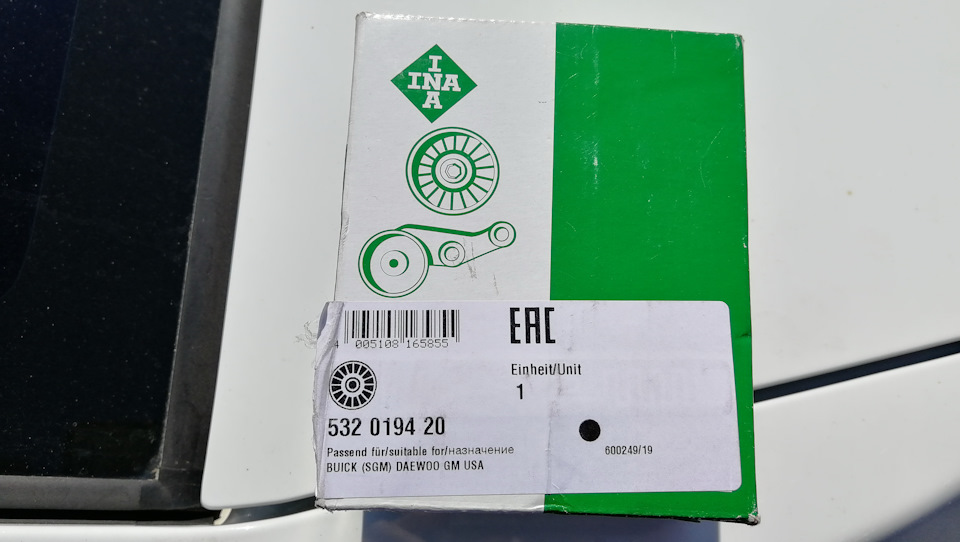 I
INA
A
4 005108 165855
EAC
Einheit/Unit
1
532 0194 20
Passend für/suitable for/назначение
BUICK (SGM) DAEWOO GM USA
600249/19